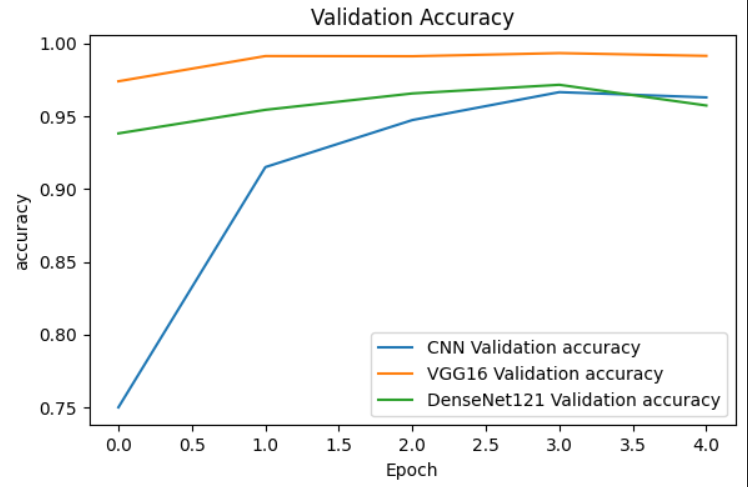 Validation Accuracy
1.00
0.95
0.90
0.85
0.80
0.75
accuracy
CNN Validation accuracy
VGG16 Validation accuracy
DenseNet121 Validation accuracy
0.0 0.5 1.0 1.5 2.0 2.5 3.0 3.5 4.0
Epoch